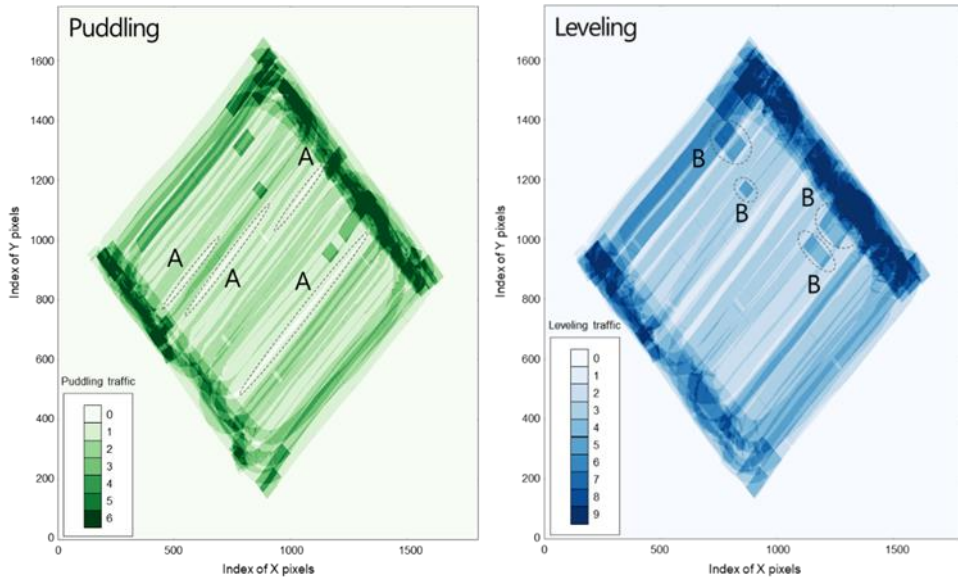 Puddling
Index of Y pixels
1600
1400
1200
1000
800
600
400
200
0
A
A
A
A
Puddling traffic
0
1
2
3
4
5
6
0
500
1000
1500
Index of X pixels
Leveling
Index of Y pixels
1600
1400
1200
1000
800
600
400
200
0
B
B
B
B
Leveling traffic
0
1
2
3
4
5
6
7
8
9
0
500
1000
1500
Index of X pixels